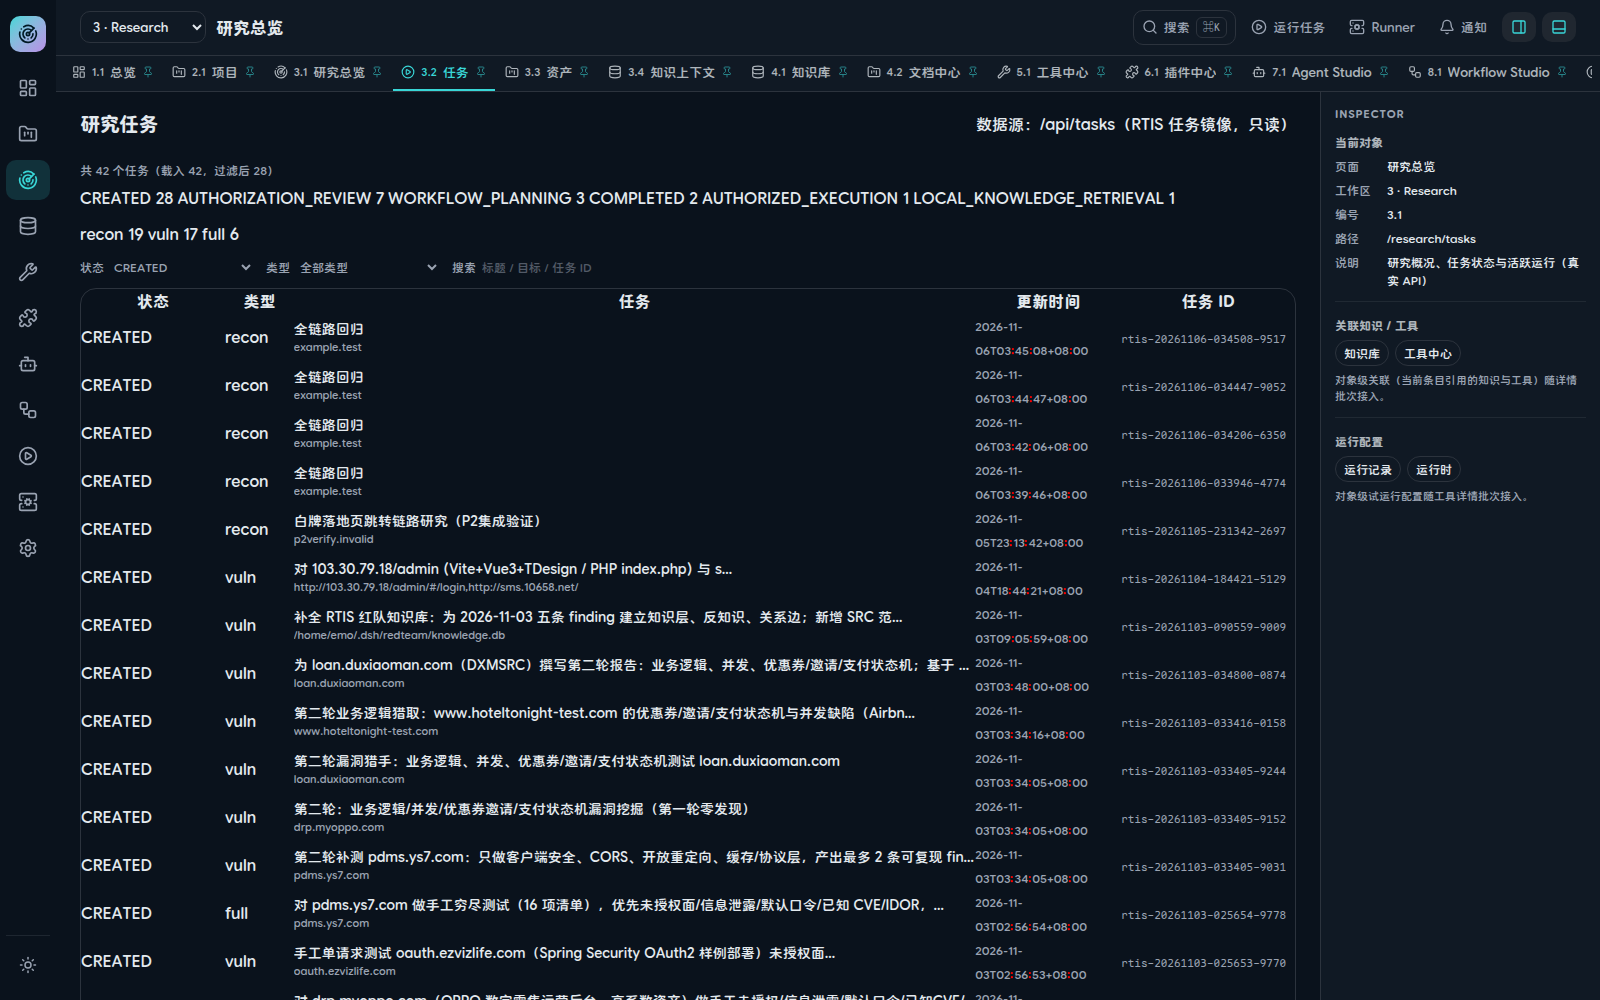 3 · Research
研究总览
搜索 ⌘K
运行任务
Runner
通知
1.1 总览
2.1 项目
3.1 研究总览
3.2 任务
3.3 资产
3.4 知识上下文
4.1 知识库
4.2 文档中心
5.1 工具中心
6.1 插件中心
7.1 Agent Studio
8.1 Workflow Studio
研究任务
数据源：/api/tasks（RTIS 任务镜像，只读）
共 42 个任务（载入 42，过滤后 28）
CREATED 28 AUTHORIZATION_REVIEW 7 WORKFLOW_PLANNING 3 COMPLETED 2 AUTHORIZED_EXECUTION 1 LOCAL_KNOWLEDGE_RETRIEVAL 1
recon 19 vuln 17 full 6
状态 CREATED 类型 全部类型 搜索 标题 / 目标 / 任务 ID
状态 类型 任务 更新时间 任务 ID
CREATED recon 全链路回归 example.test 2026-11-06T03:45:08+08:00 rtis-20261106-034508-9517
CREATED recon 全链路回归 example.test 2026-11-06T03:44:47+08:00 rtis-20261106-034447-9052
CREATED recon 全链路回归 example.test 2026-11-06T03:42:06+08:00 rtis-20261106-034206-6350
CREATED recon 全链路回归 example.test 2026-11-06T03:39:46+08:00 rtis-20261106-033946-4774
CREATED recon 白牌落地页跳转链路研究（P2集成验证） p2verify.invalid 2026-11-05T23:13:42+08:00 rtis-20261105-231342-2697
CREATED vuln 对 103.30.79.18/admin (Vite+Vue3+TDesign / PHP index.php) 与 s... http://103.30.79.18/admin/#/login,http://sms.10658.net/ 2026-11-04T18:44:21+08:00 rtis-20261104-184421-5129
CREATED vuln 补全 RTIS 红队知识库：为 2026-11-03 五条 finding 建立知识层、反知识、关系边；新增 SRC 范... /home/emo/.dsh/redteam/knowledge.db 2026-11-03T09:05:59+08:00 rtis-20261103-090559-9009
CREATED vuln 为 loan.duxiaoman.com（DXMSRC）撰写第二轮报告：业务逻辑、并发、优惠券/邀请/支付状态机；基于 ... loan.duxiaoman.com 2026-11-03T03:48:00+08:00 rtis-20261103-034800-0874
CREATED vuln 第二轮业务逻辑猎取：www.hoteltonight-test.com 的优惠券/邀请/支付状态机与并发缺陷（Airbn... www.hoteltonight-test.com 2026-11-03T03:34:16+08:00 rtis-20261103-033416-0158
CREATED vuln 第二轮漏洞猎手：业务逻辑、并发、优惠券/邀请/支付状态机测试 loan.duxiaoman.com loan.duxiaoman.com 2026-11-03T03:34:05+08:00 rtis-20261103-033405-9244
CREATED vuln 第二轮：业务逻辑/并发/优惠券邀请/支付状态机漏洞挖掘（第一轮零发现） drp.myoppo.com 2026-11-03T03:34:05+08:00 rtis-20261103-033405-9152
CREATED vuln 第二轮补测 pdms.ys7.com：只做客户端安全、CORS、开放重定向、缓存/协议层，产出最多 2 条可复现 fin... pdms.ys7.com 2026-11-03T03:34:05+08:00 rtis-20261103-033405-9031
CREATED full 对 pdms.ys7.com 做手工穷尽测试（16 项清单），优先未授权面/信息泄露/默认口令/已知 CVE/IDOR，... pdms.ys7.com 2026-11-03T02:56:54+08:00 rtis-20261103-025654-9778
CREATED vuln 手工单请求测试 oauth.ezvizlife.com（Spring Security OAuth2 样例部署）未授权面... oauth.ezvizlife.com 2026-11-03T02:56:53+08:00 rtis-20261103-025653-9770
对 drp.myoppo.com（OPPO 数字零售运营后台，高系数资产）做手工未授权/信息泄露/默认口令/已知CVE/
INSPECTOR
当前对象
页面 研究总览
工作区 3 · Research
编号 3.1
路径 /research/tasks
说明 研究概况、任务状态与活跃运行（真
实 API）
关联知识 / 工具
知识库 工具中心
对象级关联（当前条目引用的知识与工具）随详情
批次接入。
运行配置
运行记录 运行时
对象级试运行配置随工具详情批次接入。